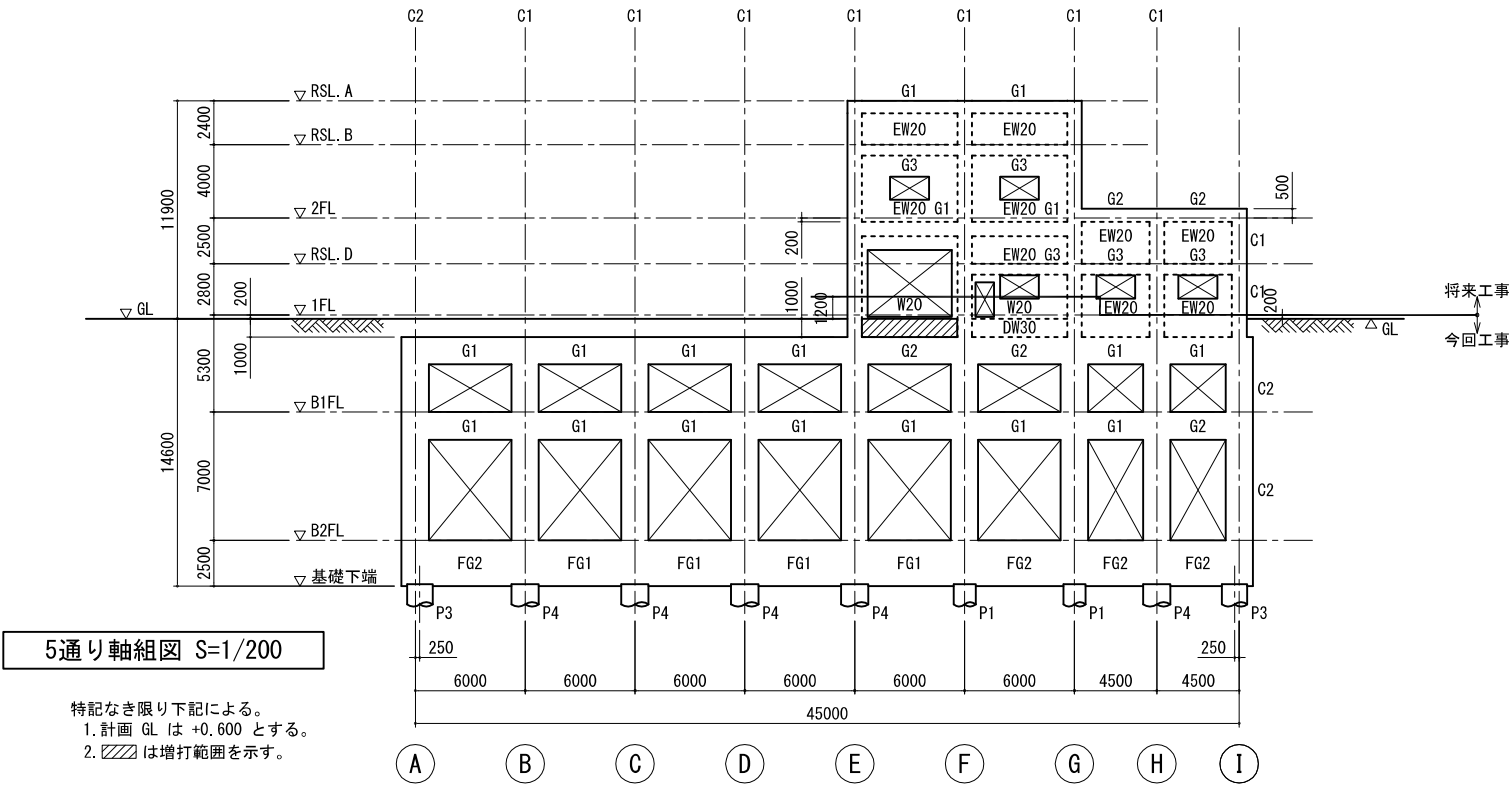 C2 C1 C1 C1 C1 C1 C1 C1
RSL. A
G1 G1
2400
RSL. B
EW20 EW20
4000
G3 G3
11900
2FL
EW20 G1 EW20 G1
G2 G2
500
200
2500
EW20 EW20
C1
RSL. D
EW20 G3
G3 G3
2800
200
1000
1200
C1
200
将来工事
GL
1FL
W20 W20 EW20 EW20
DW30
GL
今回工事
1000
5300
G1 G1 G1 G1 G2 G2 G1 G1
C2
B1FL
G1 G1 G1 G1 G1 G1 G1 G2
14600
7000
C2
B2FL
2500
FG2 FG1 FG1 FG1 FG1 FG2 FG2 FG2
基礎下端
P3 P4 P4 P4 P4 P1 P1 P4 P3
5通り軸組図 S=1/200
250 250
6000 6000 6000 6000 6000 6000 4500 4500
特記なき限り下記による。
45000
1. 計画 GL は +0.600 とする。
2. は増打範囲を示す。
A B C D E F G H I